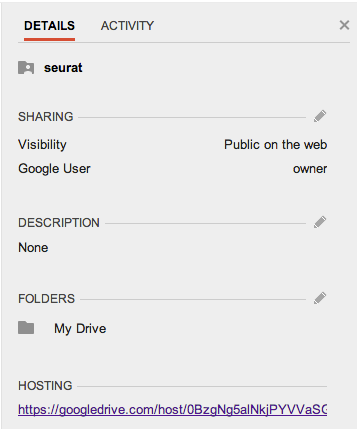 DETAILS ACTIVITY
seurat
SHARING
Visibility Public on the web
Google User owner
DESCRIPTION
None
FOLDERS
My Drive
HOSTING
https://googledrive.com/host/0BzgNg5alNkjPYVVaSG